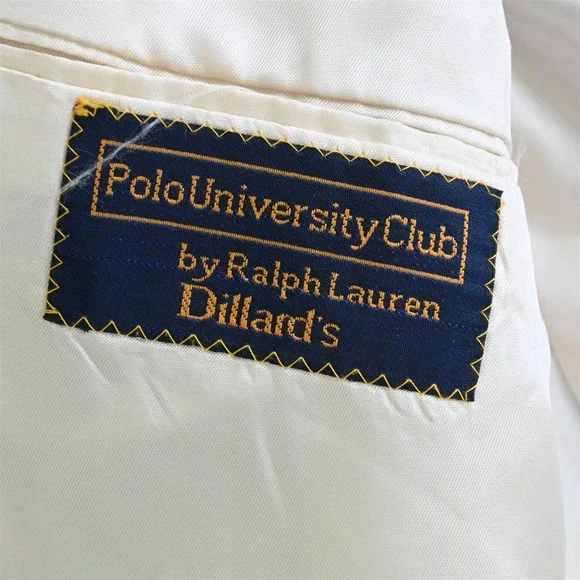 Polo University Club
by Ralph Lauren
Dillard's